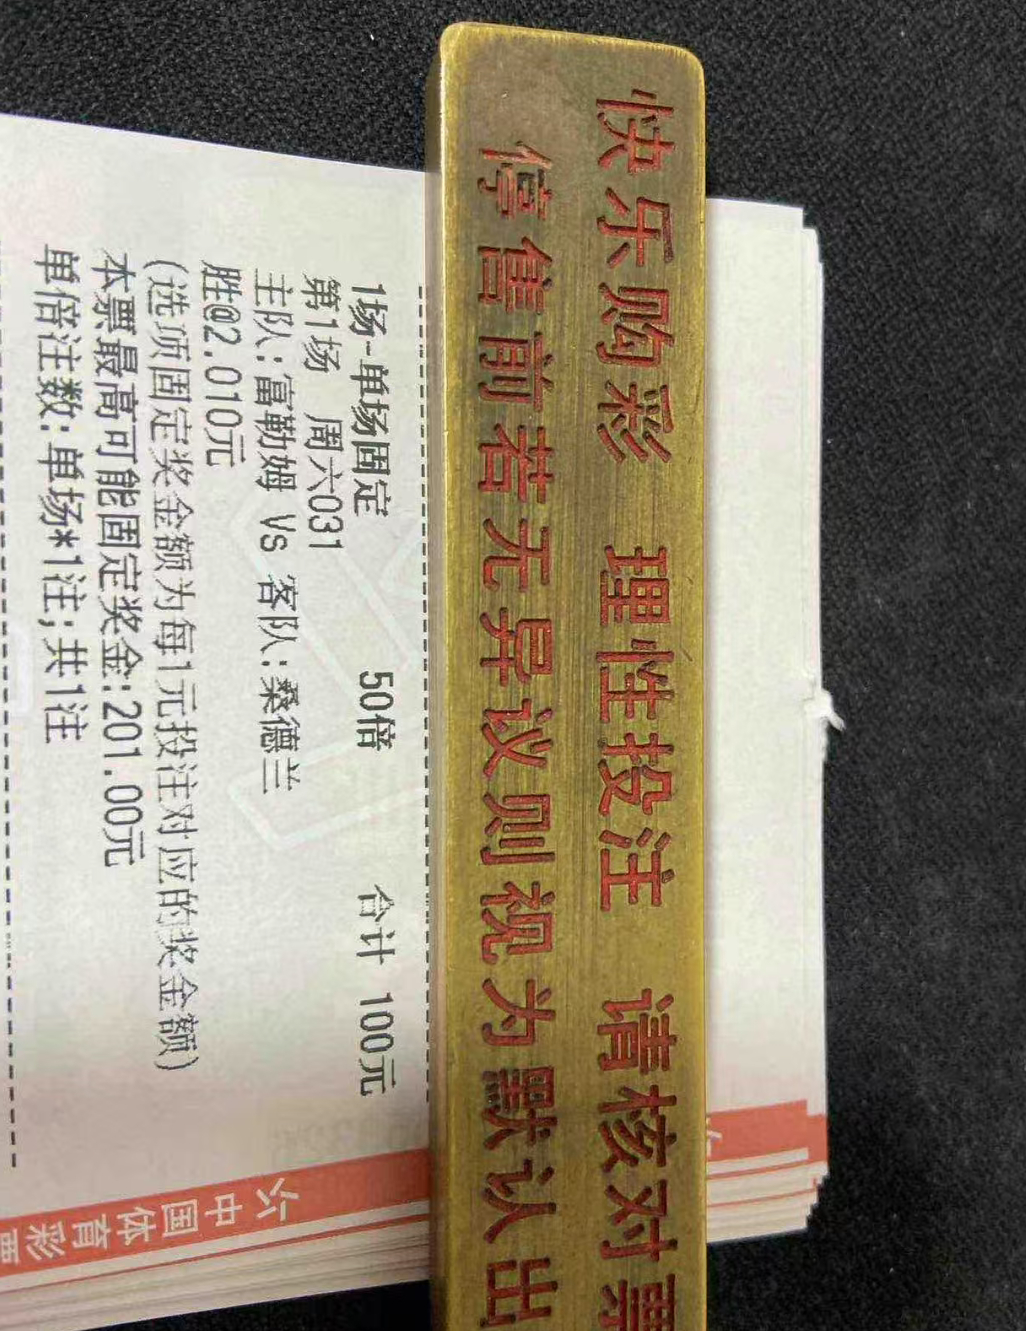 快乐购彩 理性投注 请核对票
停售前若无异议则视为默认出
1场-单场固定 50倍 合计 100元
第1场 周六031
主队:富勒姆 Vs 客队:桑德兰
胜@2.010元
(选项固定奖金额为每1元投注对应的奖金额)
本票最高可能固定奖金:201.00元
单倍注数:单场*1注;共1注
中国体育彩票